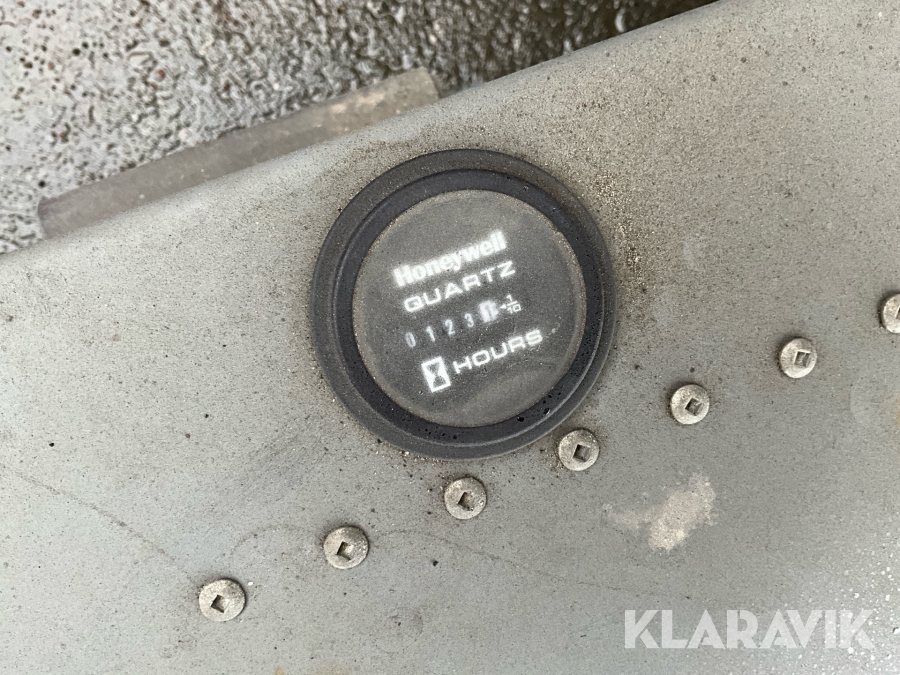 Honeywell
QUARTZ
0 1 2 3 1/10
HOURS
KLARAVIK